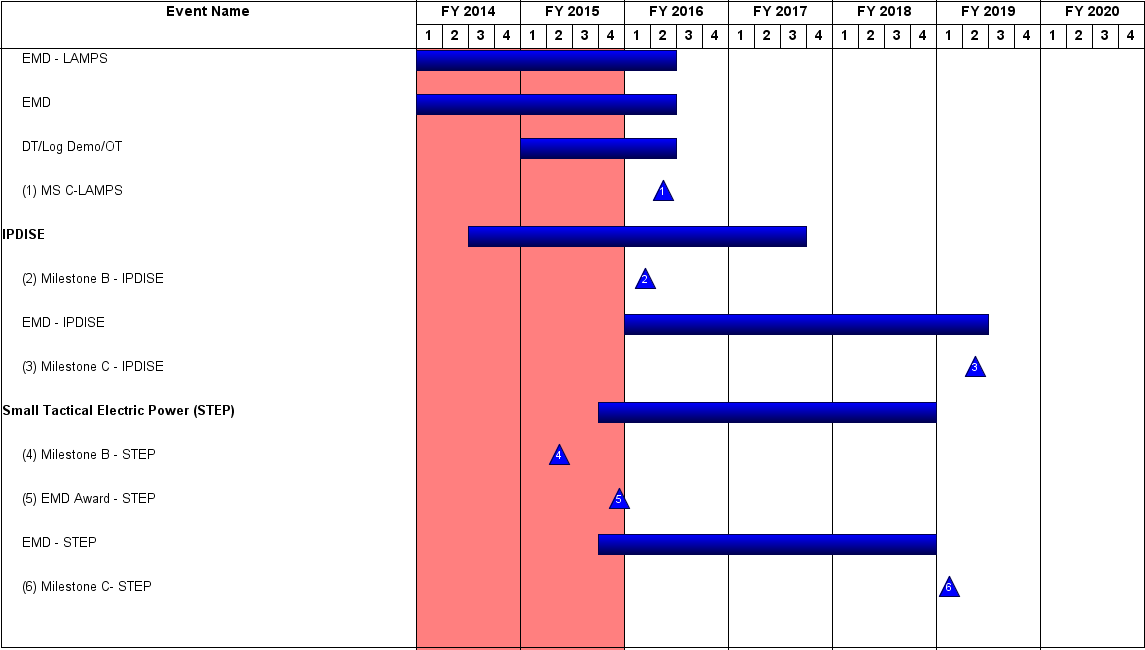 Event Name FY 2014 FY 2015 FY 2016 FY 2017 FY 2018 FY 2019 FY 2020
1 2 3 4 1 2 3 4 1 2 3 4 1 2 3 4 1 2 3 4 1 2 3 4 1 2 3 4
EMD - LAMPS
EMD
DT/Log Demo/OT
(1) MS C-LAMPS 1
IPDISE
(2) Milestone B - IPDISE 2
EMD - IPDISE
(3) Milestone C - IPDISE 3
Small Tactical Electric Power (STEP)
(4) Milestone B - STEP 4
(5) EMD Award - STEP 5
EMD - STEP
(6) Milestone C- STEP 6